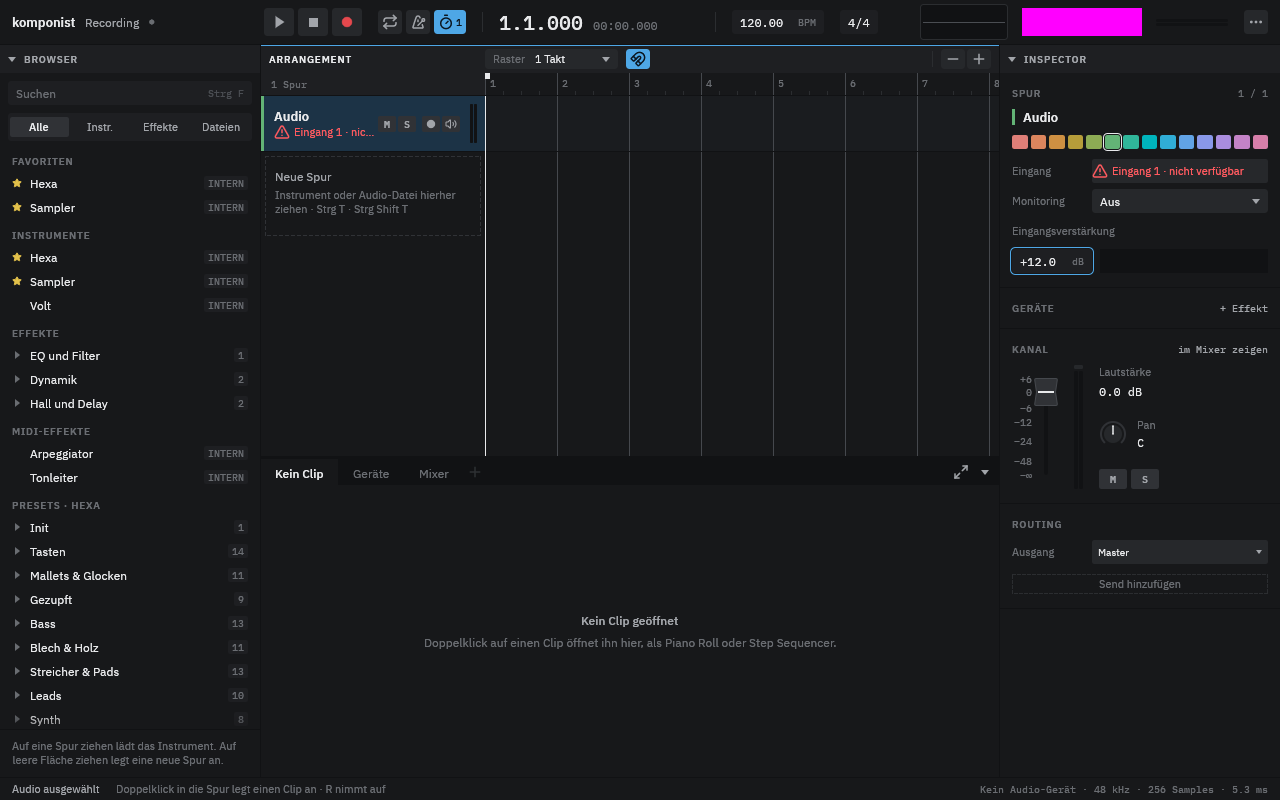 komponist Recording
1 1.1.000 00:00.000 120.00 BPM 4/4
BROWSER
Suchen Strg F
Alle Instr. Effekte Dateien
FAVORITEN
Hexa INTERN
Sampler INTERN
INSTRUMENTE
Hexa INTERN
Sampler INTERN
Volt INTERN
EFFEKTE
EQ und Filter 1
Dynamik 2
Hall und Delay 2
MIDI-EFFEKTE
Arpeggiator INTERN
Tonleiter INTERN
PRESETS · HEXA
Init 1
Tasten 14
Mallets & Glocken 11
Gezupft 9
Bass 13
Blech & Holz 11
Streicher & Pads 13
Leads 10
Synth 8
Auf eine Spur ziehen lädt das Instrument. Auf
leere Fläche ziehen legt eine neue Spur an.
ARRANGEMENT Raster 1 Takt
1 Spur 1 2 3 4 5 6 7 8
Audio
Eingang 1 · nic… M S
Neue Spur
Instrument oder Audio-Datei hierher
ziehen · Strg T · Strg Shift T
Kein Clip Geräte Mixer
Kein Clip geöffnet
Doppelklick auf einen Clip öffnet ihn hier, als Piano Roll oder Step Sequencer.
INSPECTOR
SPUR 1 / 1
Audio
Eingang Eingang 1 · nicht verfügbar
Monitoring Aus
Eingangsverstärkung
+12.0 dB
GERÄTE + Effekt
KANAL im Mixer zeigen
+6
0
−6
−12
−24
−48
−∞
Lautstärke
0.0 dB
Pan
C
M S
ROUTING
Ausgang Master
Send hinzufügen
Audio ausgewählt Doppelklick in die Spur legt einen Clip an · R nimmt auf
Kein Audio-Gerät · 48 kHz · 256 Samples · 5.3 ms